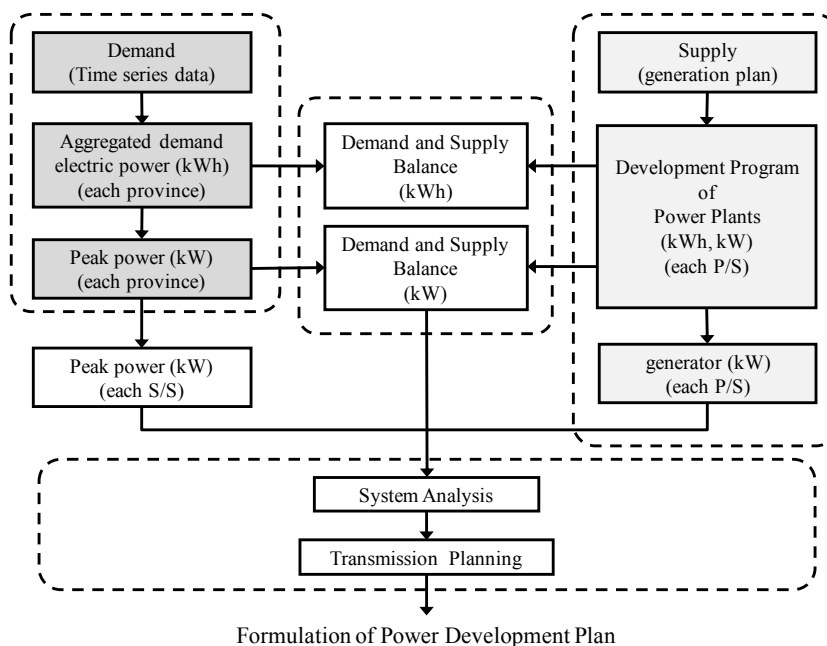 Demand
(Time series data)
Aggregated demand
electric power (kWh)
(each province)
Peak power (kW)
(each province)
Peak power (kW)
(each S/S)
Demand and Supply
Balance
(kWh)
Demand and Supply
Balance
(kW)
Supply
(generation plan)
Development Program
of
Power Plants
(kWh, kW)
(each P/S)
generator (kW)
(each P/S)
System Analysis
Transmission Planning
Formulation of Power Development Plan